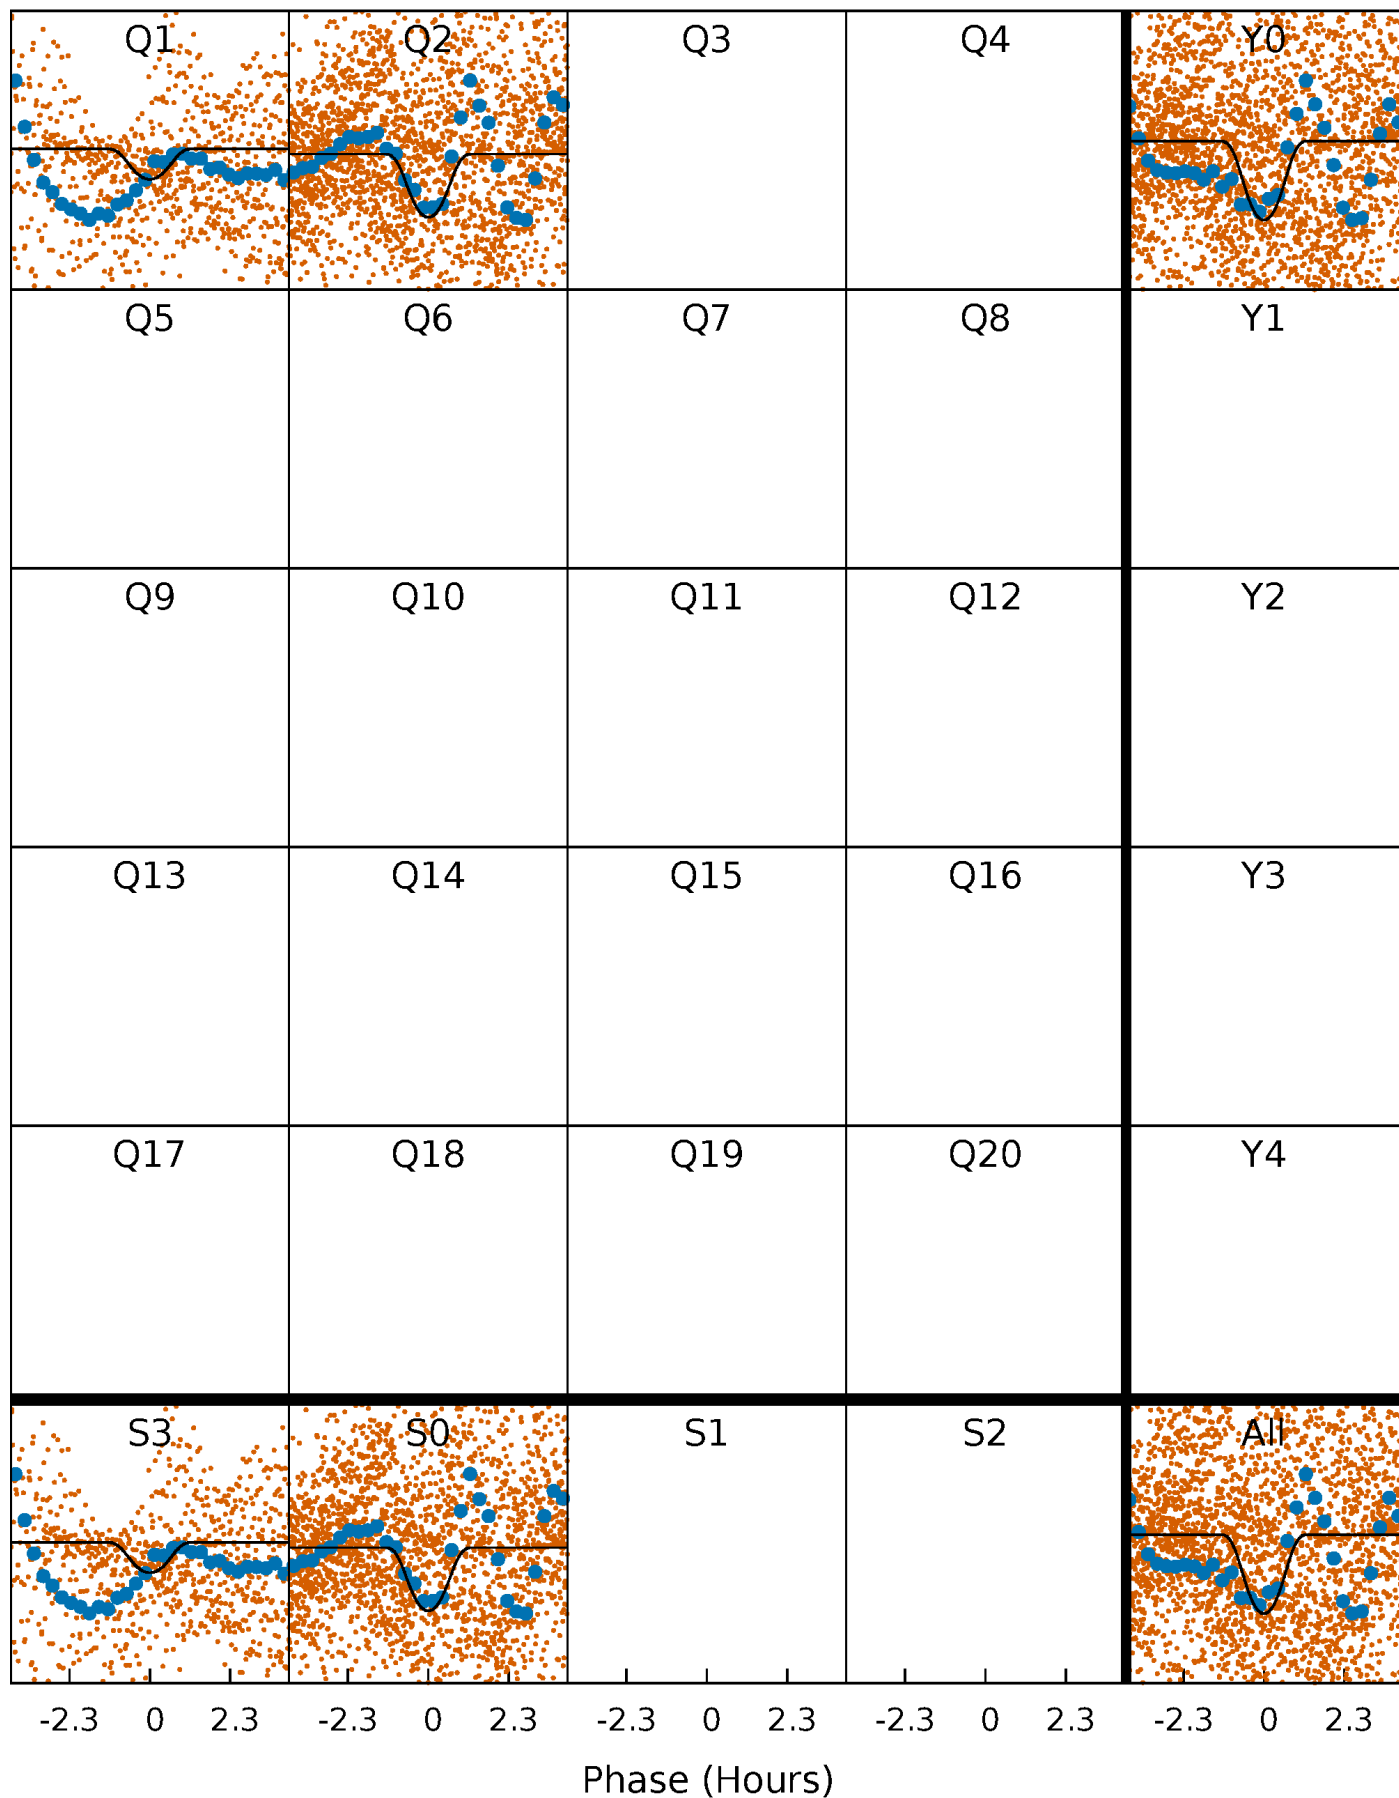 Q1 Q2 Q3 Q4 Y0
Q5 Q6 Q7 Q8 Y1
Q9 Q10 Q11 Q12 Y2
Q13 Q14 Q15 Q16 Y3
Q17 Q18 Q19 Q20 Y4
S3 S0 S1 S2 All
-2.3 0 2.3 -2.3 0 2.3 -2.3 0 2.3 -2.3 0 2.3 -2.3 0 2.3
Phase (Hours)